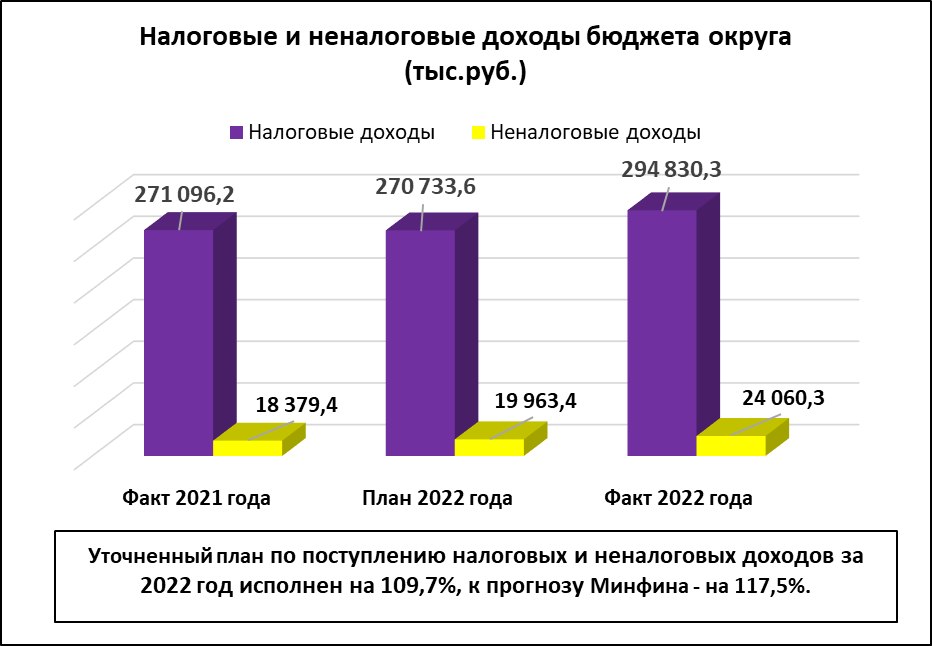 Налоговые и неналоговые доходы бюджета округа
(тыс.руб.)
Налоговые доходы Неналоговые доходы
271 096,2 270 733,6 294 830,3
18 379,4 19 963,4 24 060,3
Факт 2021 года План 2022 года Факт 2022 года
Уточненный план по поступлению налоговых и неналоговых доходов за
2022 год исполнен на 109,7%, к прогнозу Минфина - на 117,5%.